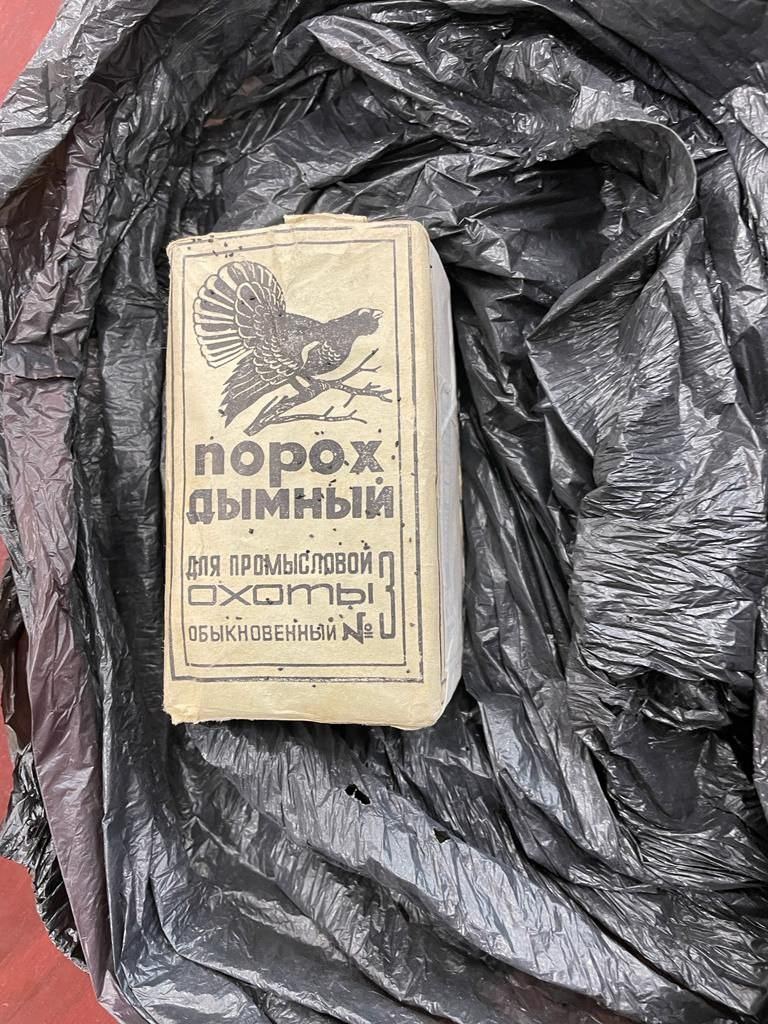 порох
дымный
для промысловой
охоты
обыкновенный №3